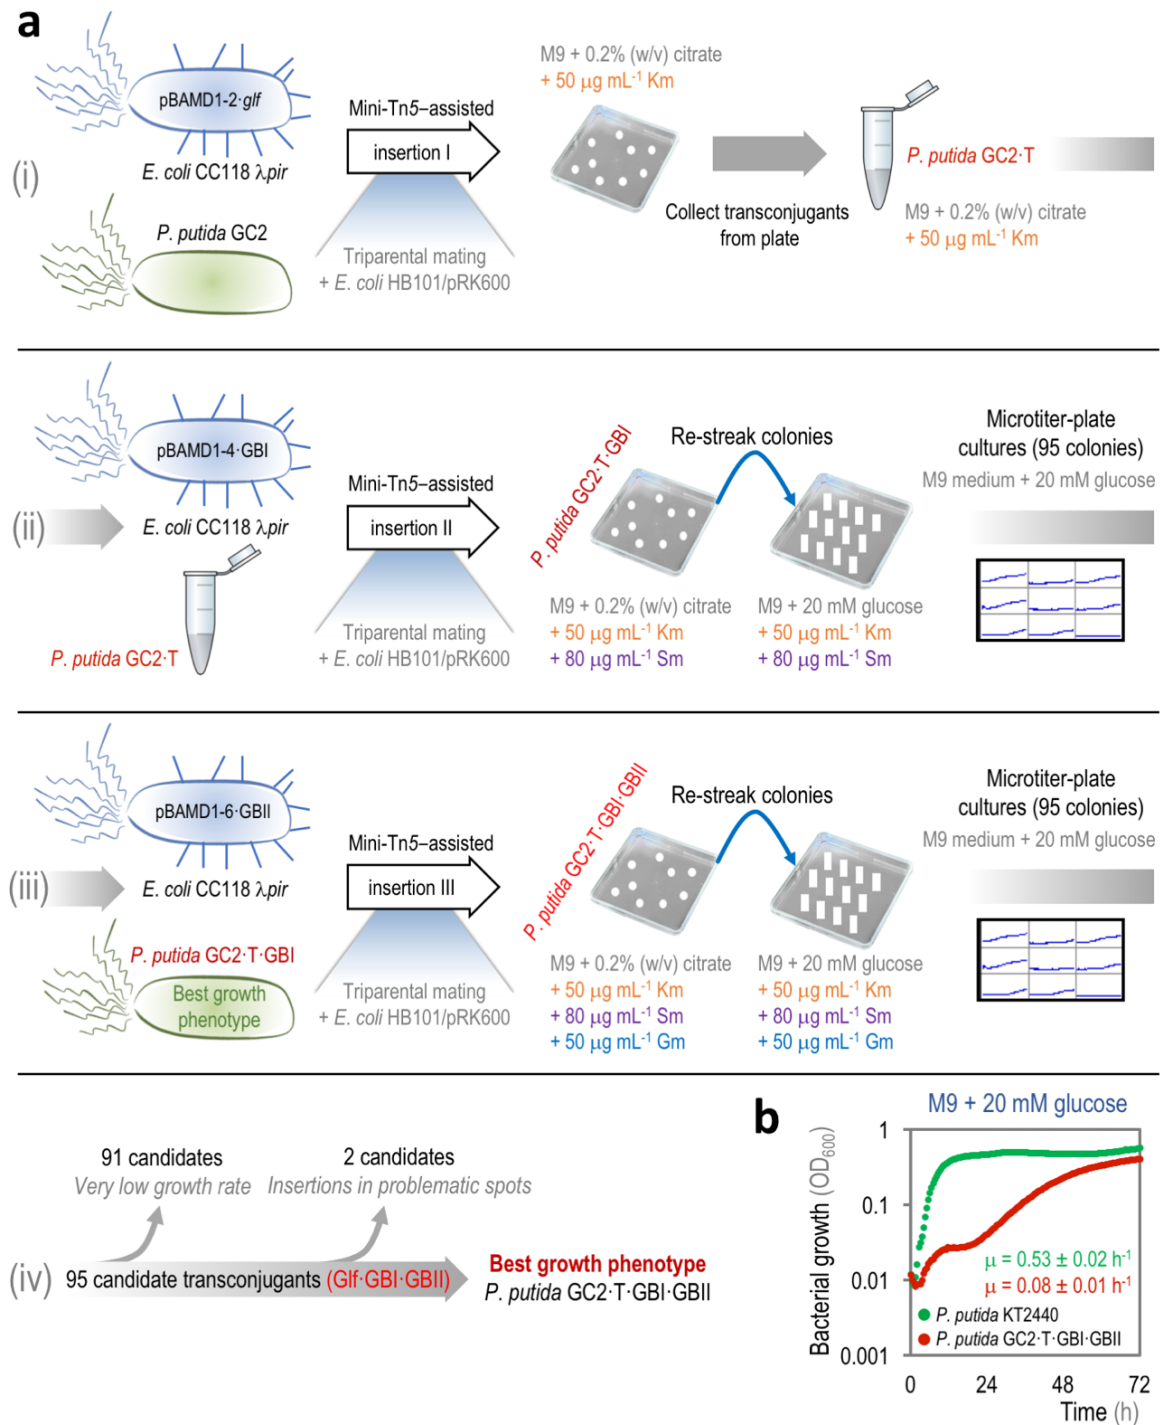 a
pBAMD1-2·glf
E. coli CC118 λpir
(i)
P. putida GC2
Mini-Tn5–assisted
insertion I
Triparental mating
+ E. coli HB101/pRK600
M9 + 0.2% (w/v) citrate
+ 50 μg mL⁻¹ Km
Collect transconjugants
from plate
P. putida GC2·T
M9 + 0.2% (w/v) citrate
+ 50 μg mL⁻¹ Km
pBAMD1-4·GBI
(ii)
E. coli CC118 λpir
P. putida GC2·T
Mini-Tn5–assisted
insertion II
Triparental mating
+ E. coli HB101/pRK600
P. putida GC2·T·GBI
Re-streak colonies
M9 + 0.2% (w/v) citrate
+ 50 μg mL⁻¹ Km
+ 80 μg mL⁻¹ Sm
M9 + 20 mM glucose
+ 50 μg mL⁻¹ Km
+ 80 μg mL⁻¹ Sm
Microtiter-plate
cultures (95 colonies)
M9 medium + 20 mM glucose
pBAMD1-6·GBII
(iii)
E. coli CC118 λpir
P. putida GC2·T·GBI
Best growth
phenotype
Mini-Tn5–assisted
insertion III
Triparental mating
+ E. coli HB101/pRK600
P. putida GC2·T·GBI·GBII
Re-streak colonies
M9 + 0.2% (w/v) citrate
+ 50 μg mL⁻¹ Km
+ 80 μg mL⁻¹ Sm
+ 50 μg mL⁻¹ Gm
M9 + 20 mM glucose
+ 50 μg mL⁻¹ Km
+ 80 μg mL⁻¹ Sm
+ 50 μg mL⁻¹ Gm
Microtiter-plate
cultures (95 colonies)
M9 medium + 20 mM glucose
91 candidates
Very low growth rate
2 candidates
Insertions in problematic spots
(iv)
95 candidate transconjugants (Glf·GBI·GBII)
Best growth phenotype
P. putida GC2·T·GBI·GBII
b
M9 + 20 mM glucose
Bacterial growth (OD₆₀₀)
1
0.1
0.01
0.001
μ = 0.53 ± 0.02 h⁻¹
μ = 0.08 ± 0.01 h⁻¹
P. putida KT2440
P. putida GC2·T·GBI·GBII
0 24 48 72
Time (h)